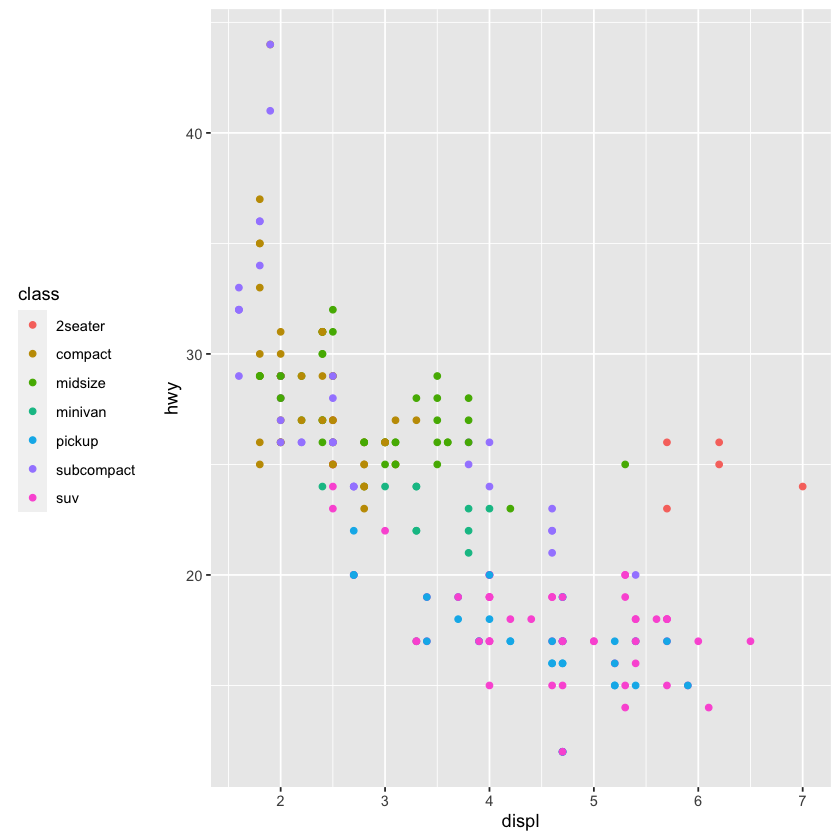 class
2seater
compact
midsize
minivan
pickup
subcompact
suv
hwy
40
30
20
2 3 4 5 6 7
displ